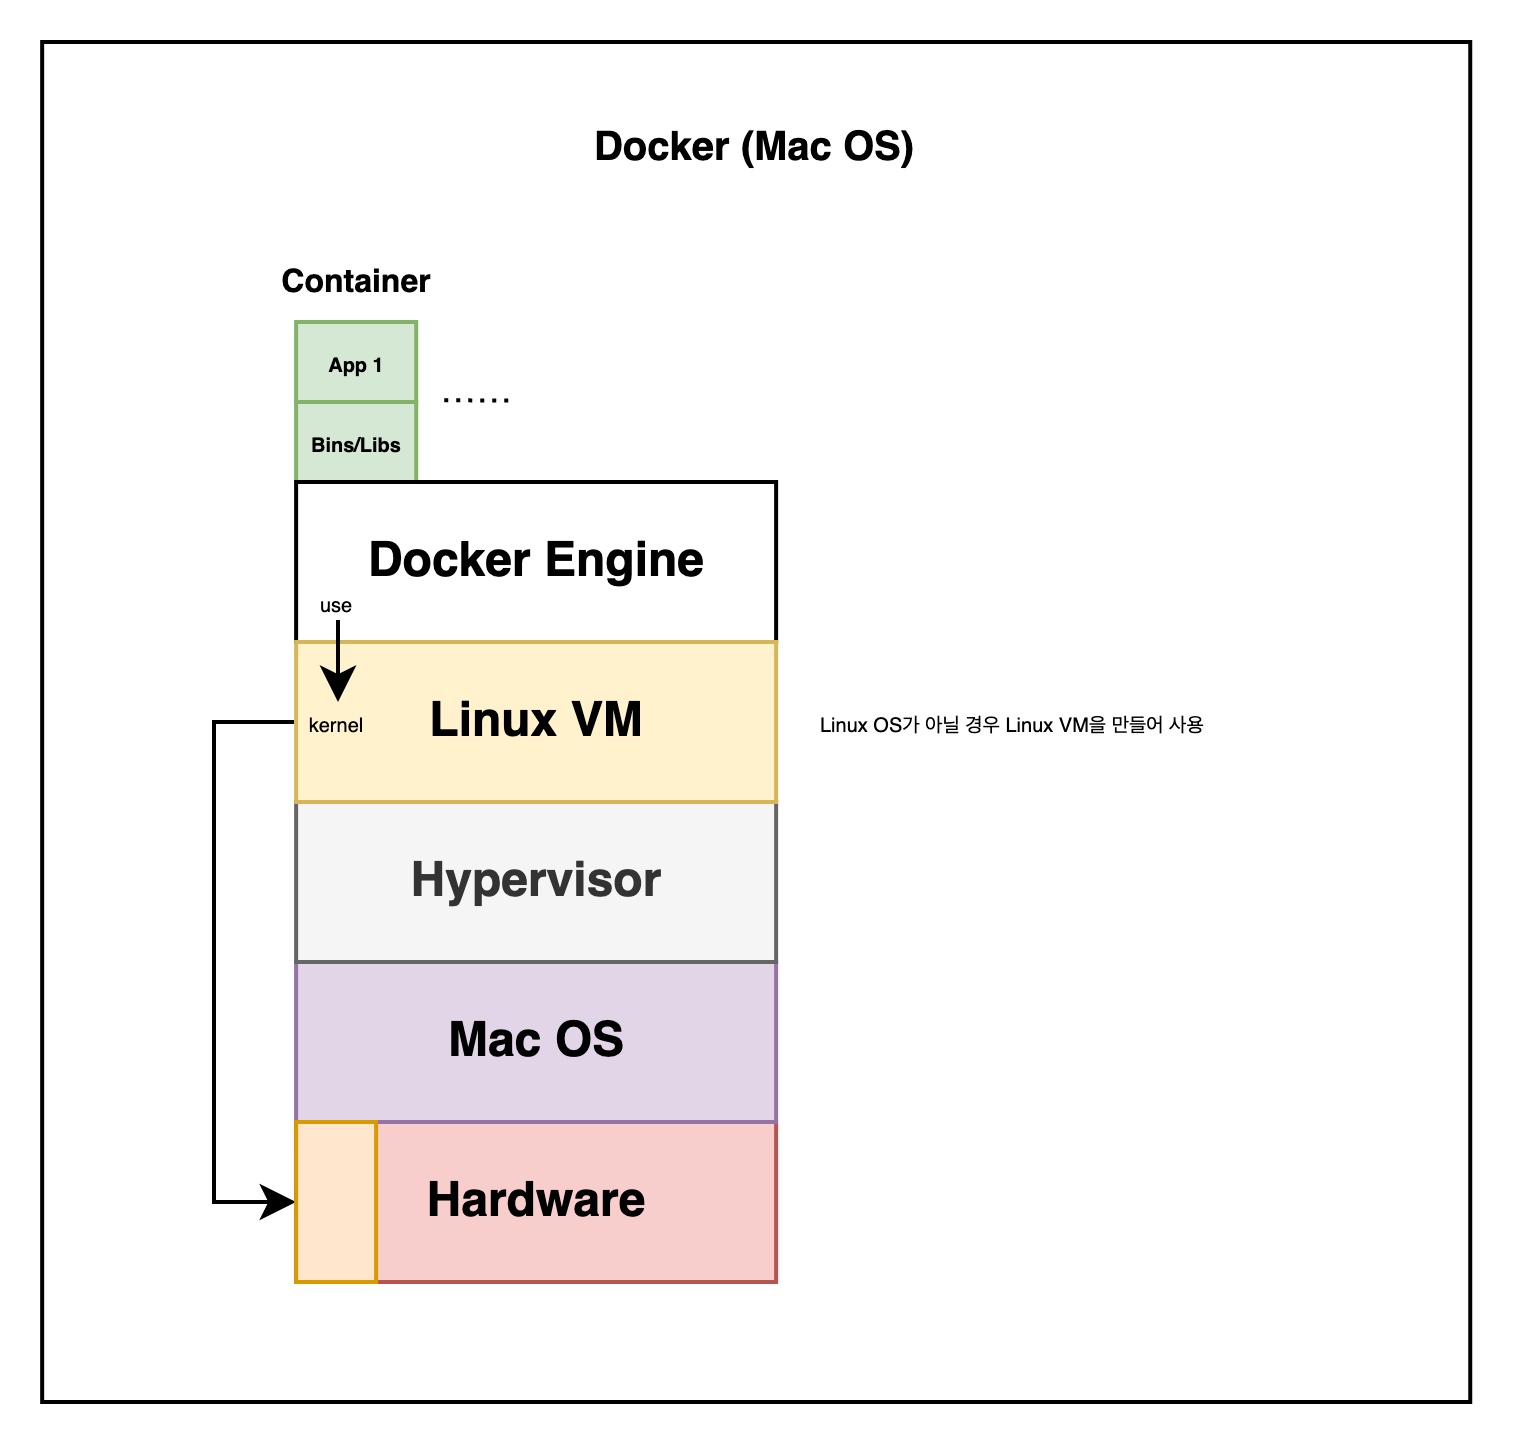 Docker (Mac OS)
Container
App 1
......
Bins/Libs
Docker Engine
use
kernel
Linux VM
Linux OS가 아닐 경우 Linux VM을 만들어 사용
Hypervisor
Mac OS
Hardware